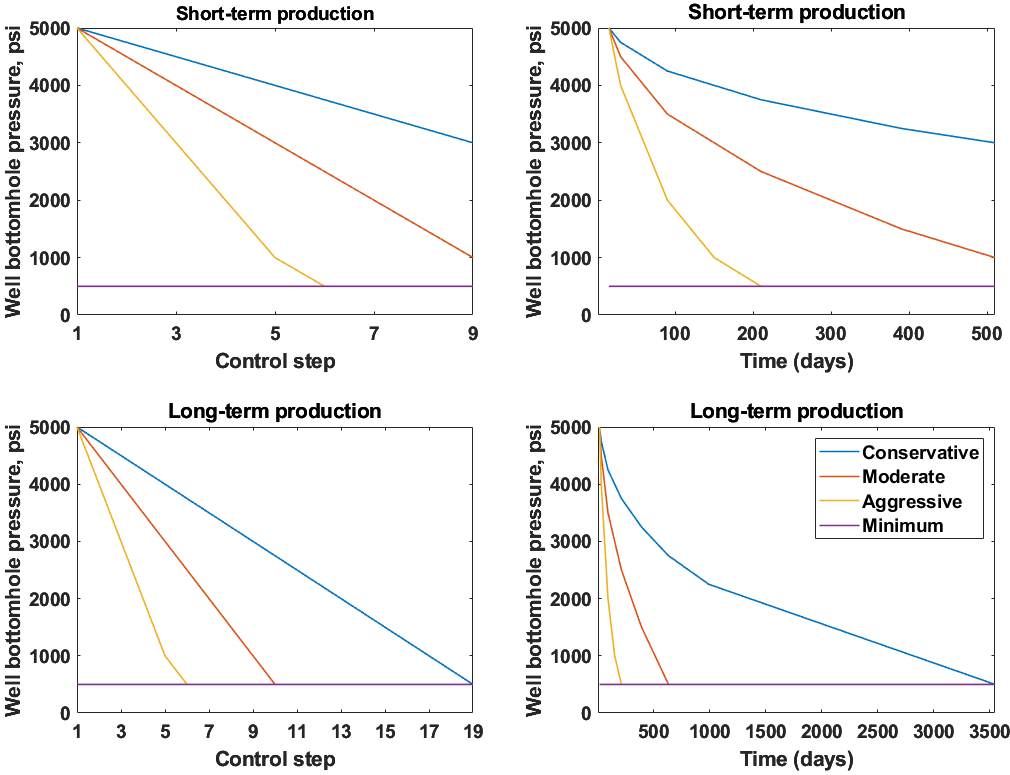 Short-term production
Well bottomhole pressure, psi
5000
4000
3000
2000
1000
0
1 3 5 7 9
Control step
Short-term production
Well bottomhole pressure, psi
5000
4000
3000
2000
1000
0
100 200 300 400 500
Time (days)
Long-term production
Well bottomhole pressure, psi
5000
4000
3000
2000
1000
0
1 3 5 7 9 11 13 15 17 19
Control step
Long-term production
Well bottomhole pressure, psi
5000
4000
3000
2000
1000
0
500 1000 1500 2000 2500 3000 3500
Time (days)
Conservative
Moderate
Aggressive
Minimum